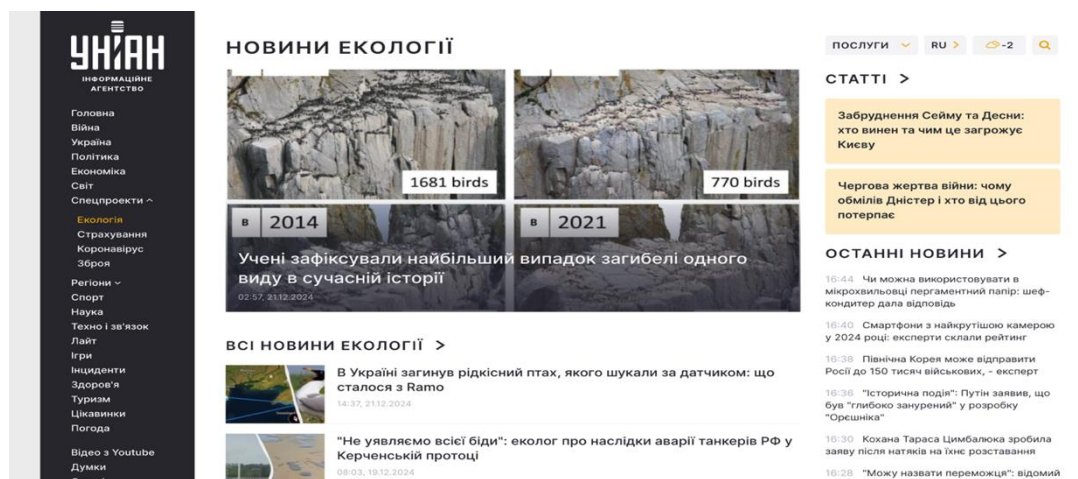 УНІАН
ІНФОРМАЦІЙНЕ
АГЕНТСТВО
Головна
Війна
Україна
Політика
Економіка
Світ
Спецпроекти
Екологія
Страхування
Коронавірус
Зброя
Регіони
Спорт
Наука
Техно і зв'язок
Лайт
Ігри
Інциденти
Здоров'я
Туризм
Цікавинки
Погода
Відео з Youtube
Думки
НОВИНИ ЕКОЛОГІЇ
1681 birds
770 birds
в 2014
в 2021
Учені зафіксували найбільший випадок загибелі одного
виду в сучасній історії
02:57, 21.12.2024
ВСІ НОВИНИ ЕКОЛОГІЇ >
В Україні загинув рідкісний птах, якого шукали за датчиком: що
сталося з Ramo
14:37, 21.12.2024
"Не уявляємо всієї біди": еколог про наслідки аварії танкерів РФ у
Керченській протоці
08:03, 19.12.2024
ПОСЛУГИ
RU >
-2
СТАТТІ >
Забруднення Сейму та Десни:
хто винен та чим це загрожує
Києву
Чергова жертва війни: чому
обмілів Дністер і хто від цього
потерпає
ОСТАННІ НОВИНИ >
16:44 Чи можна використовувати в
мікрохвильовці пергаментний папір: шеф-
кондитер дала відповідь
16:40 Смартфони з найкрутішою камерою
у 2024 році: експерти склали рейтинг
16:38 Північна Корея може відправити
Росії до 150 тисяч військових, - експерт
16:36 "Історична подія": Путін заявив, що
був "глибоко занурений" у розробку
"Орєшніка"
16:30 Кохана Тараса Цимбалюка зробила
заяву після натяків на їхнє розставання
16:28 "Можу назвати переможця": відомий